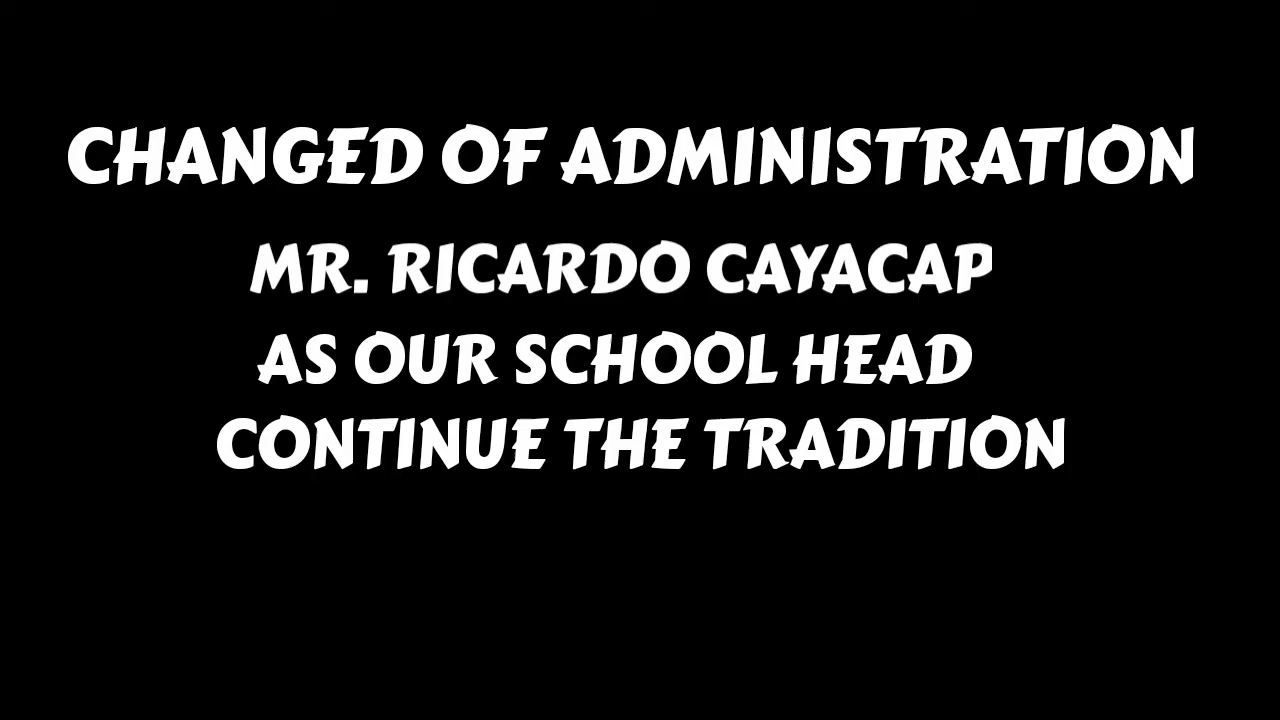 CHANGED OF ADMINISTRATION
MR. RICARDO CAYACAP
AS OUR SCHOOL HEAD
CONTINUE THE TRADITION